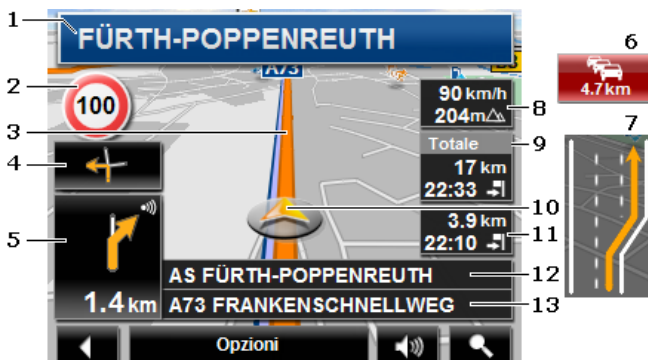 1
FÜRTH-POPPENREUTH
6
A73
2
100
4.7km
90 km/h
8
204m
7
3
Totale
9
4
17 km
22:33
10
5
3.9 km
22:10
11
AS FÜRTH-POPPENREUTH
12
1.4km
A73 FRANKENSCHNELLWEG
13
Opzioni